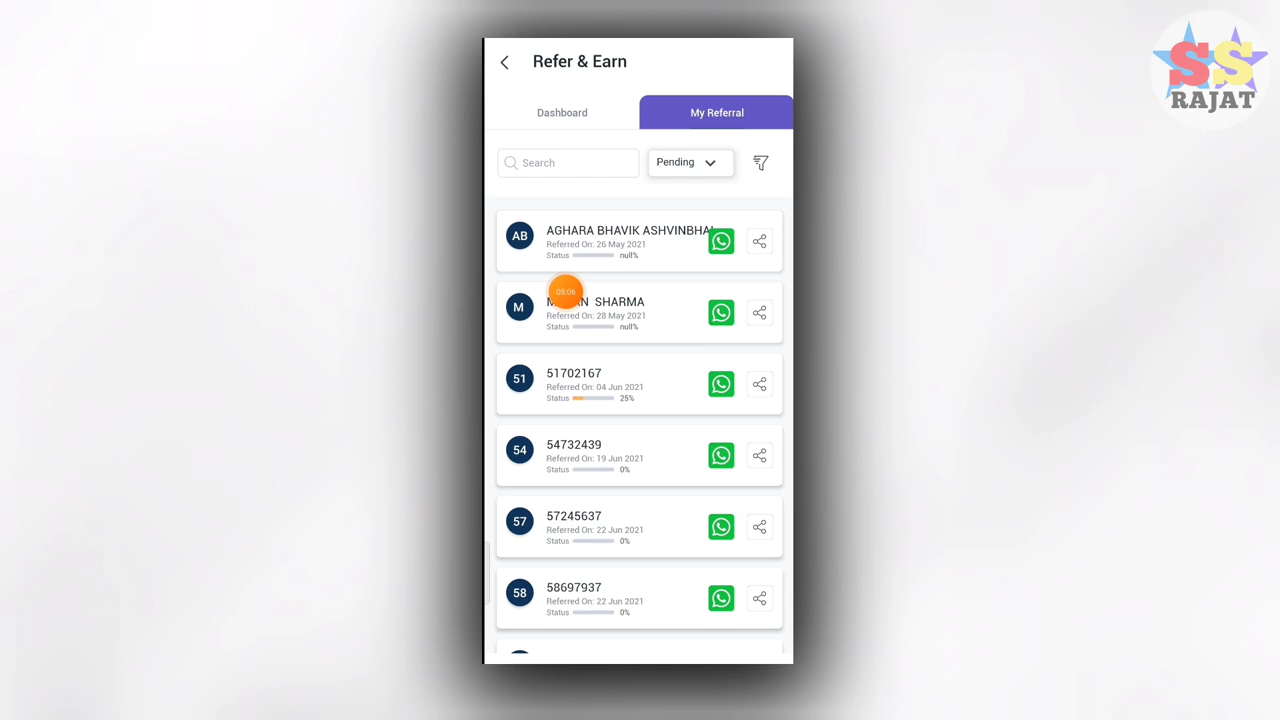 Refer & Earn
SS
RAJAT
Dashboard
My Referral
Search
Pending
AB
AGHARA BHAVIK ASHVINBHAI
Referred On: 26 May 2021
Status null%
05:06
M
SHARMA
Referred On: 28 May 2021
Status null%
51
51702167
Referred On: 04 Jun 2021
Status 25%
54
54732439
Referred On: 19 Jun 2021
Status 0%
57
57245637
Referred On: 22 Jun 2021
Status 0%
58
58697937
Referred On: 22 Jun 2021
Status 0%